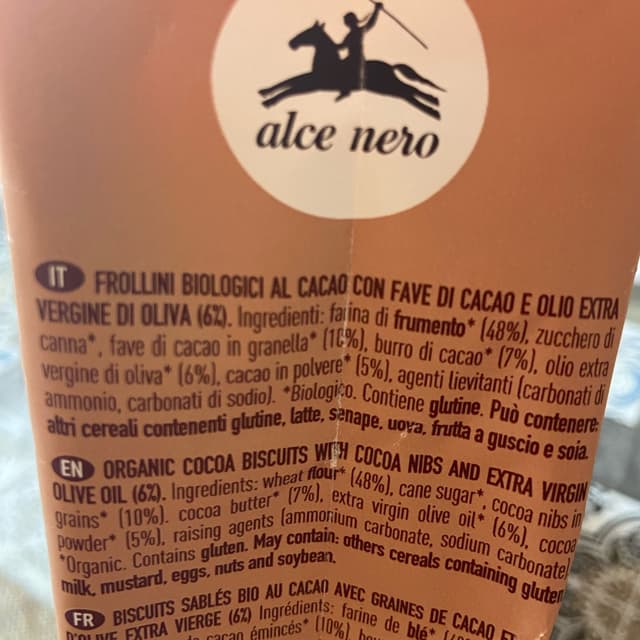 alce nero
IT FROLLINI BIOLOGICI AL CACAO CON FAVE DI CACAO E OLIO EXTRA
VERGINE DI OLIVA (6%). Ingredienti: farina di frumento* (48%), zucchero di
canna*, fave di cacao in granella* (10%), burro di cacao* (7%), olio extra
vergine di oliva* (6%), cacao in polvere* (5%), agenti lievitanti (carbonati di
ammonio, carbonati di sodio). *Biologico. Contiene glutine. Può contenere:
altri cereali contenenti glutine, latte, senape, uova, frutta a guscio e soia.
EN ORGANIC COCOA BISCUITS WITH COCOA NIBS AND EXTRA VIRGIN
OLIVE OIL (6%). Ingredients: wheat flour* (48%), cane sugar*, cocoa nibs in
grains* (10%). cocoa butter* (7%), extra virgin olive oil* (6%), cocoa
powder* (5%), raising agents (ammonium carbonate, sodium carbonate)
*Organic. Contains gluten. May contain: others cereals containing gluten
milk, mustard, eggs, nuts and soybean.
FR BISCUITS SABLÉS BIO AU CACAO AVEC GRAINES DE CACAO ET
D'OLIVE EXTRA VIERGE (6%) Ingrédients: farine de blé* (48%
cacao émincés* (10%)